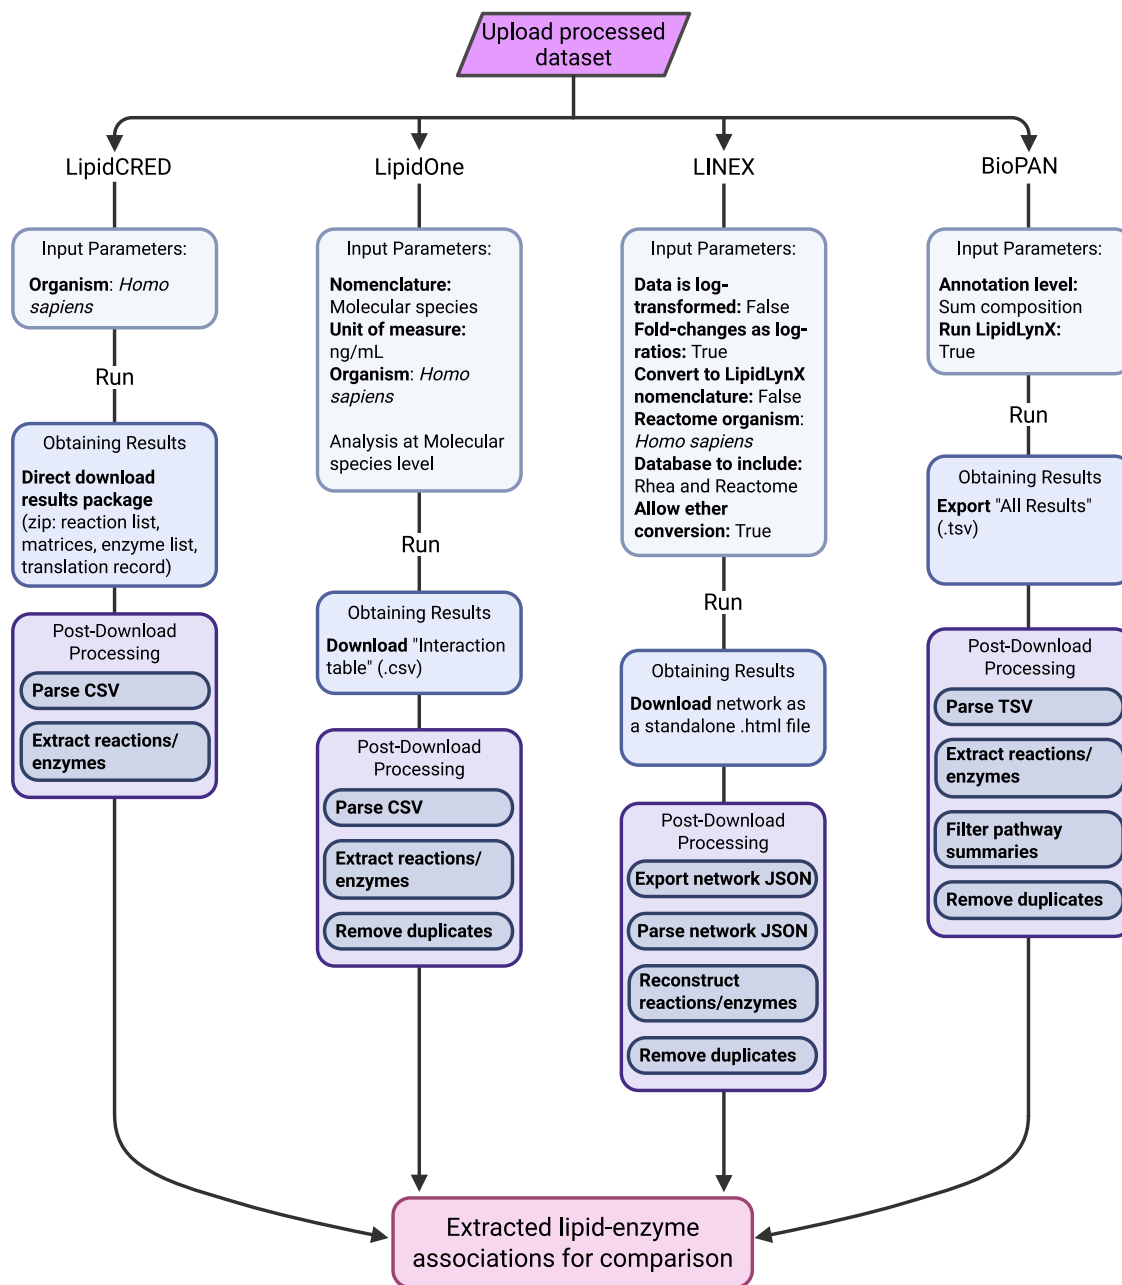 Upload processed
dataset
LipidCRED
Input Parameters:
Organism: Homo
sapiens
Run
Obtaining Results
Direct download
results package
(zip: reaction list,
matrices, enzyme list,
translation record)
Post-Download
Processing
Parse CSV
Extract reactions/
enzymes
LipidOne
Input Parameters:
Nomenclature:
Molecular species
Unit of measure:
ng/mL
Organism: Homo
sapiens
Analysis at Molecular
species level
Run
Obtaining Results
Download "Interaction
table" (.csv)
Post-Download
Processing
Parse CSV
Extract reactions/
enzymes
Remove duplicates
LINEX
Input Parameters:
Data is log-
transformed: False
Fold-changes as log-
ratios: True
Convert to LipidLynX
nomenclature: False
Reactome organism:
Homo sapiens
Database to include:
Rhea and Reactome
Allow ether
conversion: True
Run
Obtaining Results
Download network as
a standalone .html file
Post-Download
Processing
Export network JSON
Parse network JSON
Reconstruct
reactions/enzymes
Remove duplicates
BioPAN
Input Parameters:
Annotation level:
Sum composition
Run LipidLynX:
True
Run
Obtaining Results
Export "All Results"
(.tsv)
Post-Download
Processing
Parse TSV
Extract reactions/
enzymes
Filter pathway
summaries
Remove duplicates
Extracted lipid-enzyme
associations for comparison